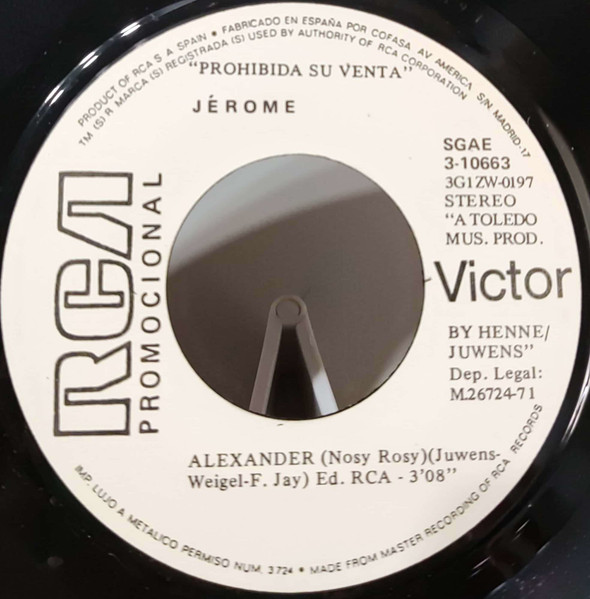 PRODUCT OF RCA S. A. SPAIN • FABRICADO EN ESPAÑA POR COFASA. AV AMERICA, S/N MADRID-17
TM (S) R MARCA (S) REGISTRADA (S) USED BY AUTHORITY OF RCA CORPORATION
"PROHIBIDA SU VENTA"
JÉROME
SGAE
3-10663
3G1ZW-0197
STEREO
"A TOLEDO
MUS. PROD.
RCA
PROMOCIONAL
Victor
BY HENNE/
JUWENS"
Dep. Legal:
M.26724-71
ALEXANDER (Nosy Rosy)(Juwens-
Weigel-F. Jay) Ed. RCA - 3'08"
IMP. LUJO A METALICO PERMISO NUM. 3724 • MADE FROM MASTER RECORDING OF RCA RECORDS